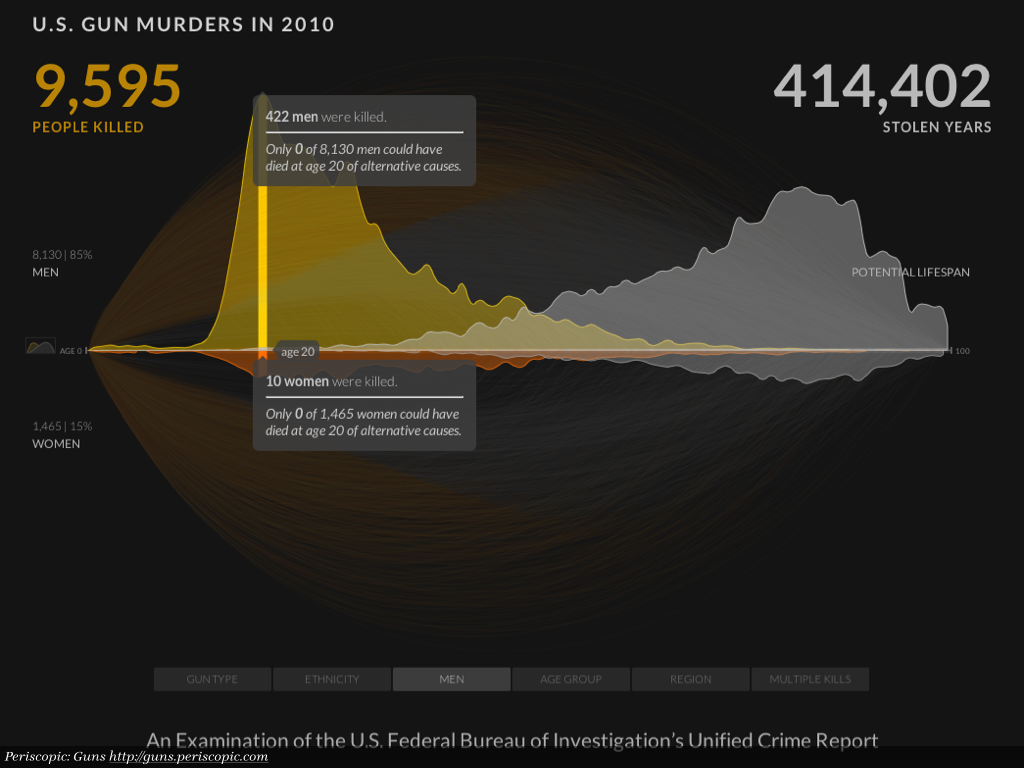 U.S. GUN MURDERS IN 2010
9,595
PEOPLE KILLED
414,402
STOLEN YEARS
422 men were killed.
Only 0 of 8,130 men could have
died at age 20 of alternative causes.
8,130 | 85%
MEN
POTENTIAL LIFESPAN
AGE 0
age 20
100
10 women were killed.
Only 0 of 1,465 women could have
died at age 20 of alternative causes.
1,465 | 15%
WOMEN
GUN TYPE
ETHNICITY
MEN
AGE GROUP
REGION
MULTIPLE KILLS
An Examination of the U.S. Federal Bureau of Investigation's Unified Crime Report
Periscopic: Guns http://guns.periscopic.com